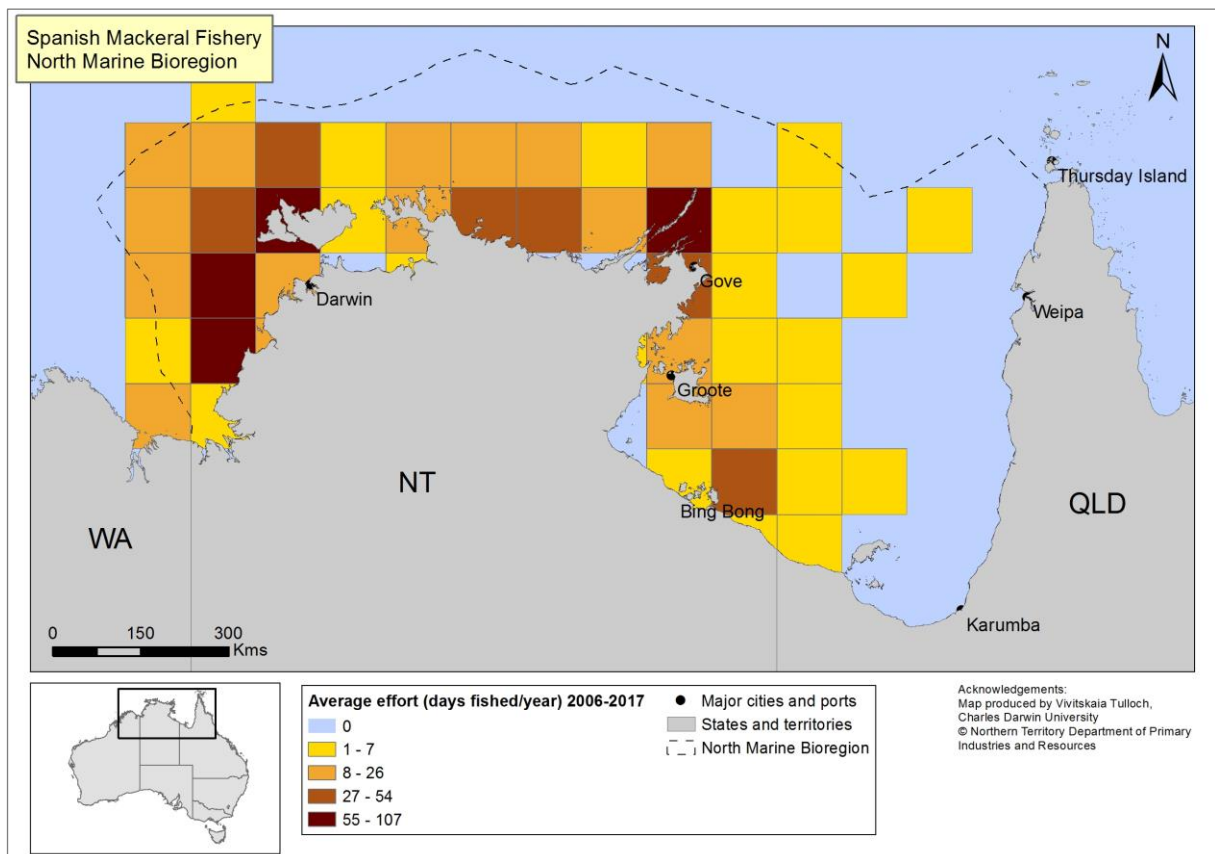 Spanish Mackeral Fishery
North Marine Bioregion
N
Thursday Island
Gove
Darwin
Weipa
Groote
NT
Bing Bong
QLD
WA
Karumba
0 150 300
Kms
Average effort (days fished/year) 2006-2017
0
1 - 7
8 - 26
27 - 54
55 - 107
Major cities and ports
States and territories
North Marine Bioregion
Acknowledgements:
Map produced by Vivitskaia Tulloch,
Charles Darwin University
© Northern Territory Department of Primary
Industries and Resources